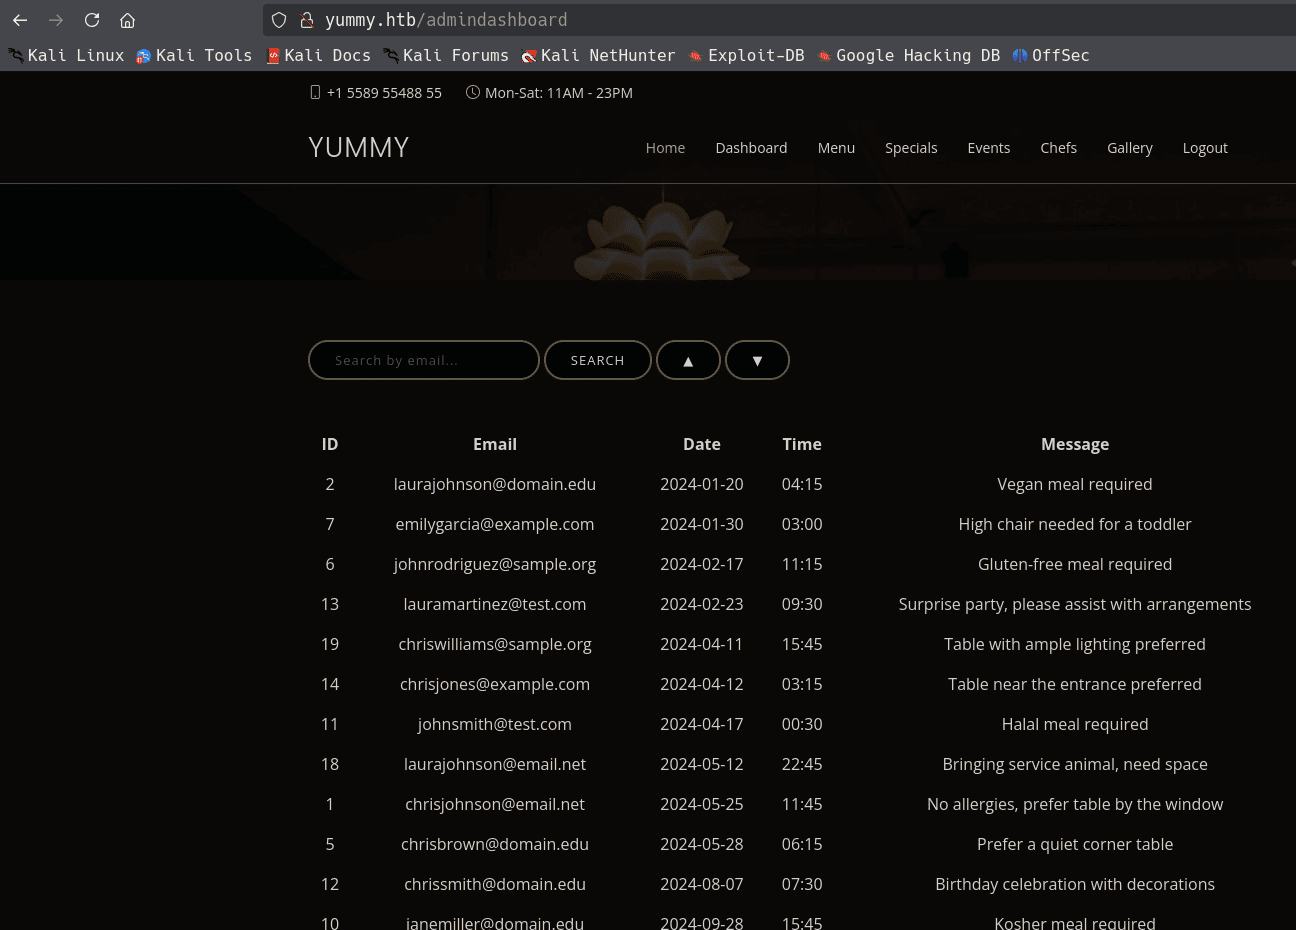 yummy.htb/admindashboard
Kali Linux Kali Tools Kali Docs Kali Forums Kali NetHunter Exploit-DB Google Hacking DB OffSec
+1 5589 55488 55 Mon-Sat: 11AM - 23PM
YUMMY Home Dashboard Menu Specials Events Chefs Gallery Logout
Search by email... SEARCH ▲ ▼
ID Email Date Time Message
2 laurajohnson@domain.edu 2024-01-20 04:15 Vegan meal required
7 emilygarcia@example.com 2024-01-30 03:00 High chair needed for a toddler
6 johnrodriguez@sample.org 2024-02-17 11:15 Gluten-free meal required
13 lauramartinez@test.com 2024-02-23 09:30 Surprise party, please assist with arrangements
19 chriswilliams@sample.org 2024-04-11 15:45 Table with ample lighting preferred
14 chrisjones@example.com 2024-04-12 03:15 Table near the entrance preferred
11 johnsmith@test.com 2024-04-17 00:30 Halal meal required
18 laurajohnson@email.net 2024-05-12 22:45 Bringing service animal, need space
1 chrisjohnson@email.net 2024-05-25 11:45 No allergies, prefer table by the window
5 chrisbrown@domain.edu 2024-05-28 06:15 Prefer a quiet corner table
12 chrissmith@domain.edu 2024-08-07 07:30 Birthday celebration with decorations
10 janemiller@domain.edu 2024-09-28 15:45 Kosher meal required